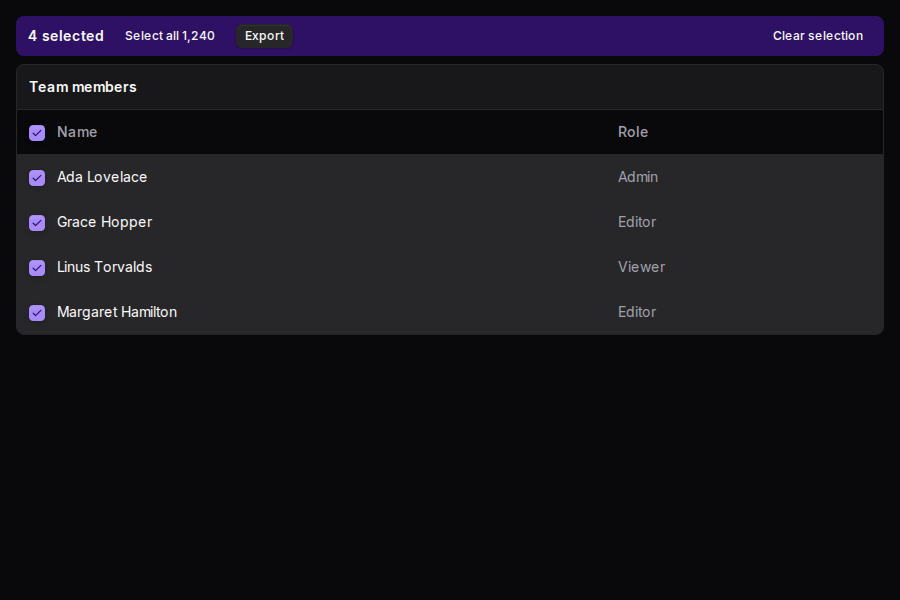 4 selected Select all 1,240 Export Clear selection
Team members
Name Role
Ada Lovelace Admin
Grace Hopper Editor
Linus Torvalds Viewer
Margaret Hamilton Editor